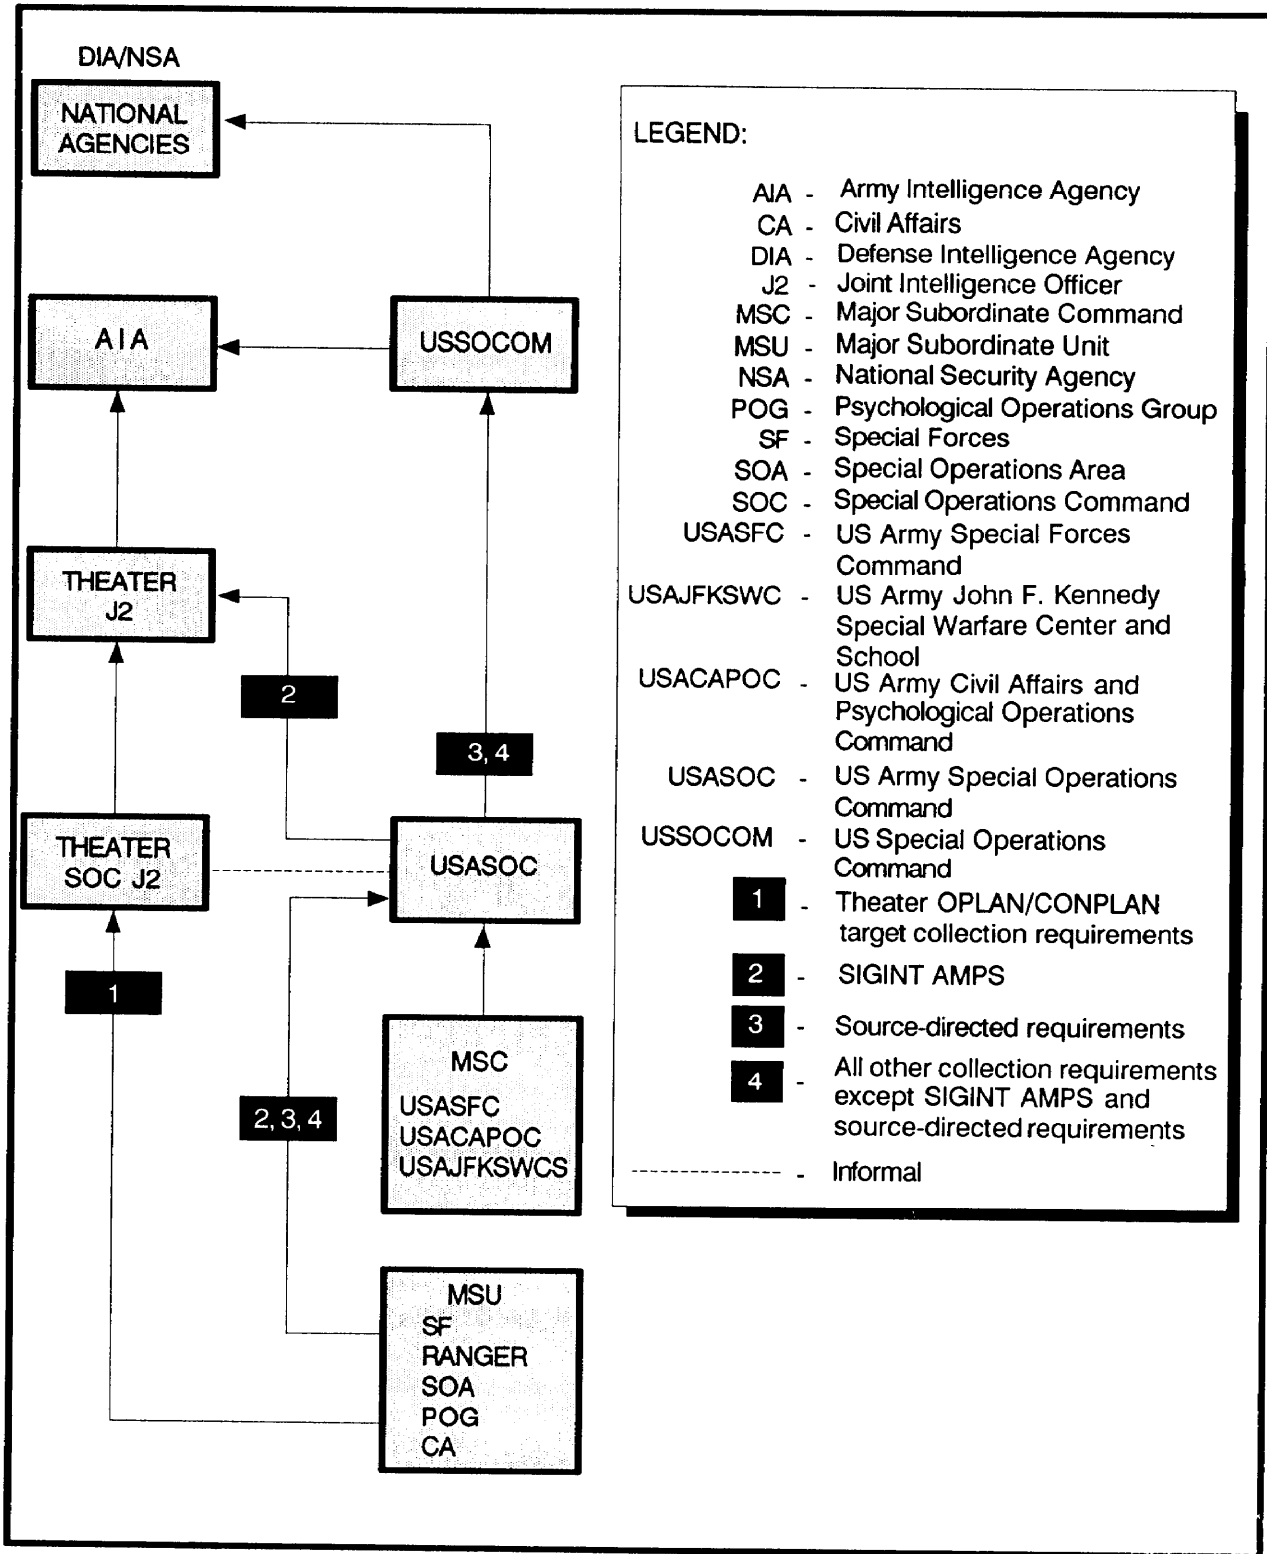 DIA/NSA
NATIONAL
AGENCIES
AIA
USSOCOM
THEATER
J2
2
3, 4
THEATER
SOC J2
USASOC
1
MSC
USASFC
USACAPOC
USAJFKSWCS
2, 3, 4
MSU
SF
RANGER
SOA
POG
CA
LEGEND:
AIA - Army Intelligence Agency
CA - Civil Affairs
DIA - Defense Intelligence Agency
J2 - Joint Intelligence Officer
MSC - Major Subordinate Command
MSU - Major Subordinate Unit
NSA - National Security Agency
POG - Psychological Operations Group
SF - Special Forces
SOA - Special Operations Area
SOC - Special Operations Command
USASFC - US Army Special Forces
Command
USAJFKSWC - US Army John F. Kennedy
Special Warfare Center and
School
USACAPOC - US Army Civil Affairs and
Psychological Operations
Command
USASOC - US Army Special Operations
Command
USSOCOM - US Special Operations
Command
1 - Theater OPLAN/CONPLAN
target collection requirements
2 - SIGINT AMPS
3 - Source-directed requirements
4 - All other collection requirements
except SIGINT AMPS and
source-directed requirements
- Informal